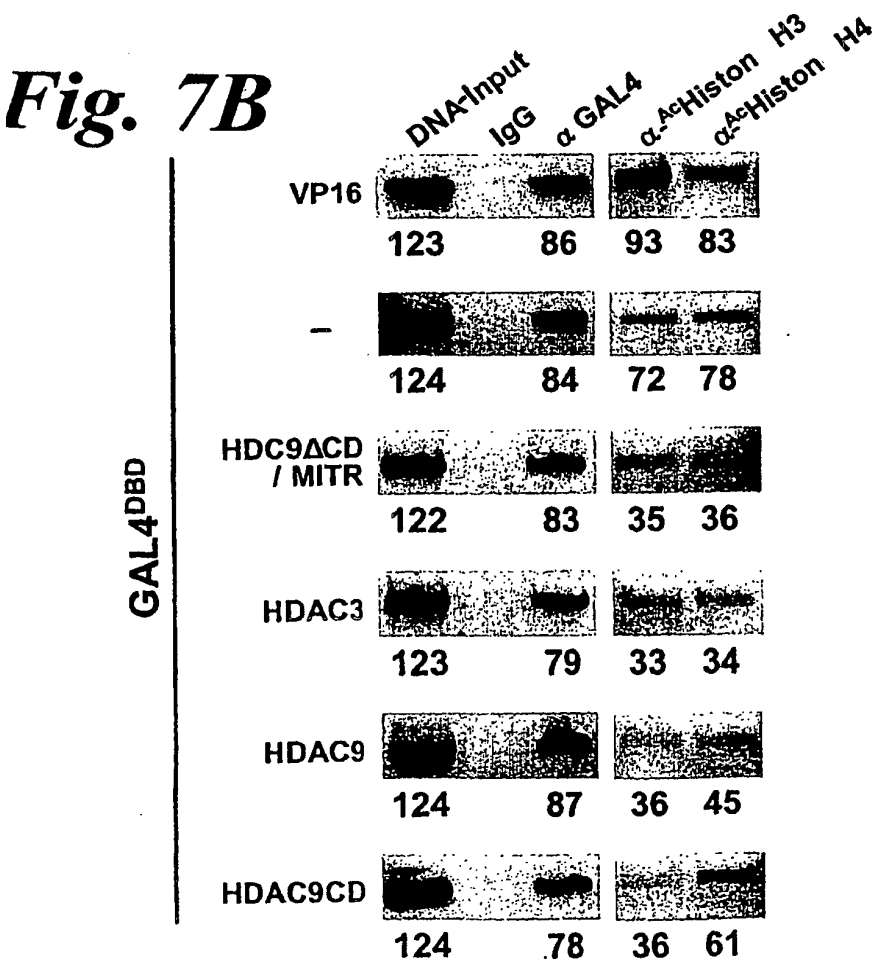 Fig. 7B
DNA-Input IgG α GAL4 α-AcHiston H3 α-AcHiston H4
GAL4DBD
VP16
123 86 93 83
–
124 84 72 78
HDC9ΔCD
/ MITR
122 83 35 36
HDAC3
123 79 33 34
HDAC9
124 87 36 45
HDAC9CD
124 .78 36 61